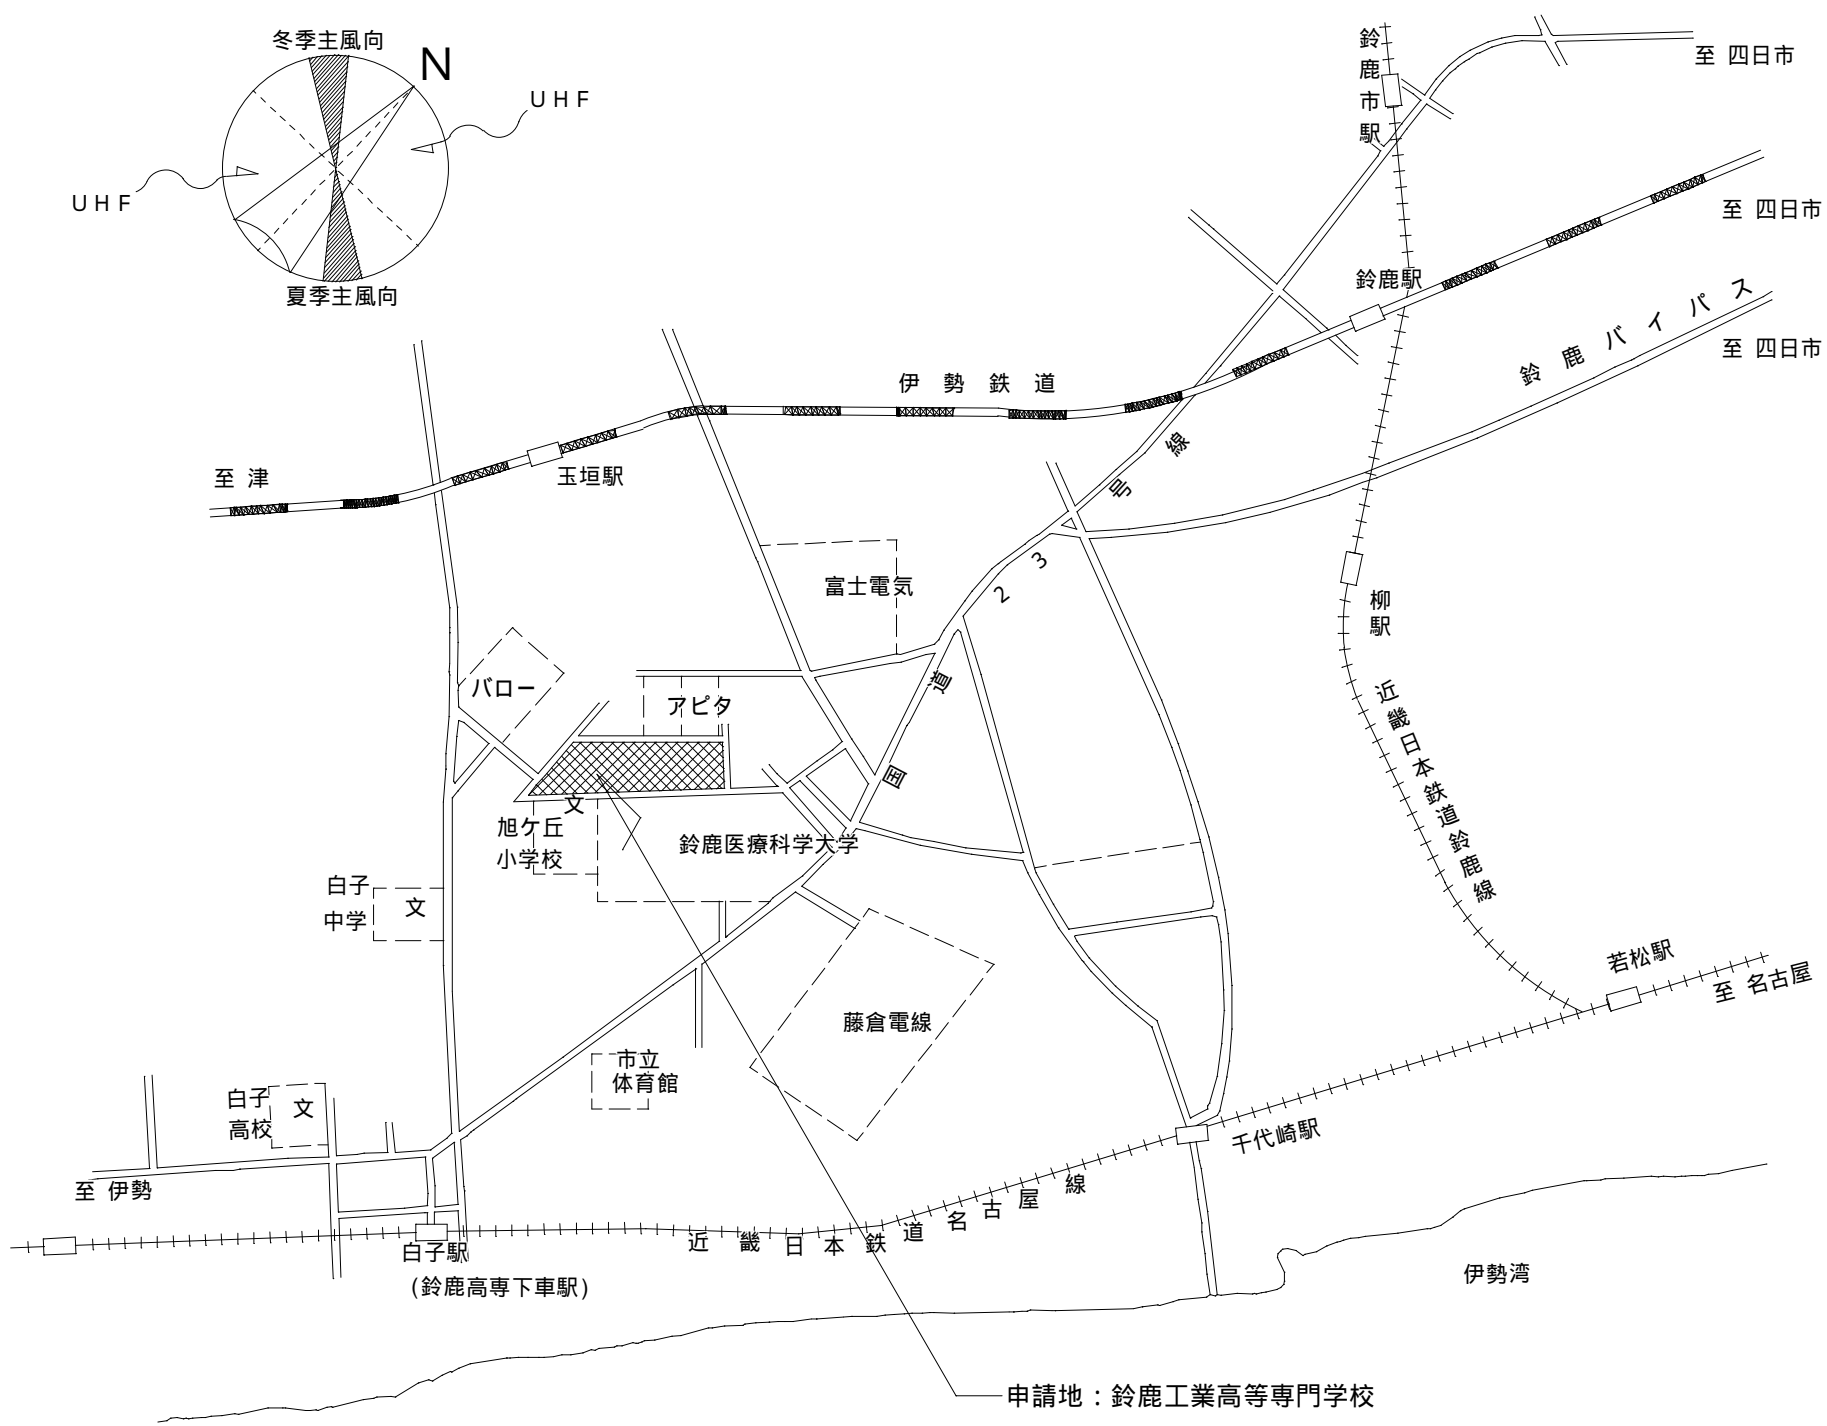 冬季主風向
N
UHF
UHF
夏季主風向
鈴鹿市駅
至 四日市
至 四日市
鈴鹿駅
鈴鹿バイパス
至 四日市
伊勢鉄道
至 津
玉垣駅
国道23号線
富士電気
柳駅
バロー
アピタ
近畿日本鉄道鈴鹿線
文
旭ケ丘
小学校
鈴鹿医療科学大学
白子
中学
文
若松駅
至 名古屋
藤倉電線
市立
体育館
白子
高校
文
千代崎駅
至 伊勢
近畿日本鉄道名古屋線
白子駅
(鈴鹿高専下車駅)
伊勢湾
申請地:鈴鹿工業高等専門学校